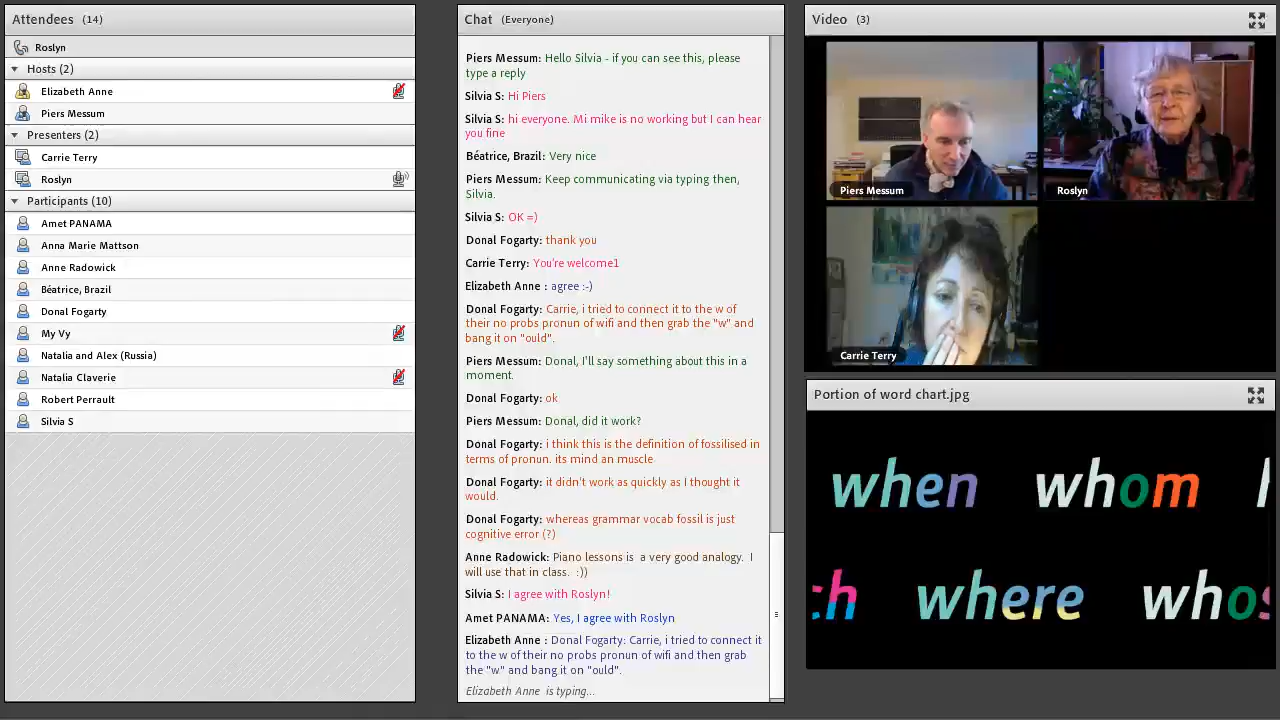 Attendees (14)
Roslyn
Hosts (2)
Elizabeth Anne
Piers Messum
Presenters (2)
Carrie Terry
Roslyn
Participants (10)
Amet PANAMA
Anna Marie Mattson
Anne Radowick
Béatrice, Brazil
Donal Fogarty
My Vy
Natalia and Alex (Russia)
Natalia Claverie
Robert Perrault
Silvia S
Chat (Everyone)
Piers Messum: Hello Silvia - if you can see this, please
type a reply
Silvia S: Hi Piers
Silvia S: hi everyone. Mi mike is no working but I can hear
you fine
Béatrice, Brazil: Very nice
Piers Messum: Keep communicating via typing then,
Silvia.
Silvia S: OK =)
Donal Fogarty: thank you
Carrie Terry: You're welcome1
Elizabeth Anne : agree :-)
Donal Fogarty: Carrie, i tried to connect it to the w of
their no probs pronun of wifi and then grab the "w" and
bang it on "ould".
Piers Messum: Donal, I'll say something about this in a
moment.
Donal Fogarty: ok
Piers Messum: Donal, did it work?
Donal Fogarty: i think this is the definition of fossilised in
terms of pronun. its mind an muscle.
Donal Fogarty: it didn't work as quickly as I thought it
would.
Donal Fogarty: whereas grammar vocab fossil is just
cognitive error (?)
Anne Radowick: Piano lessons is a very good analogy. I
will use that in class. :))
Silvia S: I agree with Roslyn!
Amet PANAMA: Yes, I agree with Roslyn
Elizabeth Anne : Donal Fogarty: Carrie, i tried to connect it
to the w of their no probs pronun of wifi and then grab
the "w" and bang it on "ould".
Elizabeth Anne is typing...
Video (3)
Piers Messum
Roslyn
Carrie Terry
Portion of word chart.jpg
when whom
ch where whos